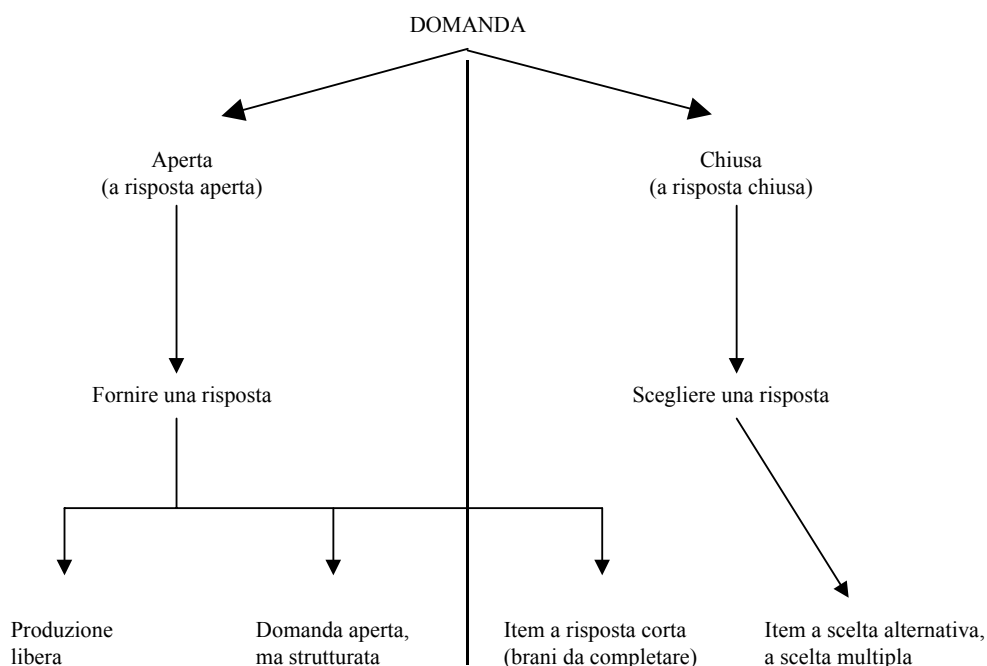 DOMANDA
Aperta
(a risposta aperta)
Chiusa
(a risposta chiusa)
Fornire una risposta
Scegliere una risposta
Produzione
libera
Domanda aperta,
ma strutturata
Item a risposta corta
(brani da completare)
Item a scelta alternativa,
a scelta multipla